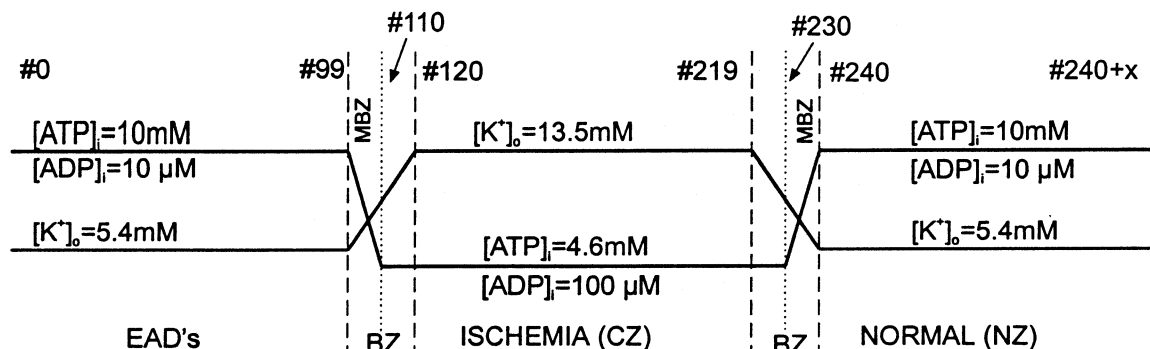 #110
#230
#0
#99
#120
#219
#240
#240+x
MBZ
MBZ
[ATP]i=10mM
[K+]o=13.5mM
[ATP]i=10mM
[ADP]i=10 µM
[ADP]i=10 µM
[K+]o=5.4mM
[ATP]i=4.6mM
[K+]o=5.4mM
[ADP]i=100 µM
EAD's
BZ
ISCHEMIA (CZ)
BZ
NORMAL (NZ)